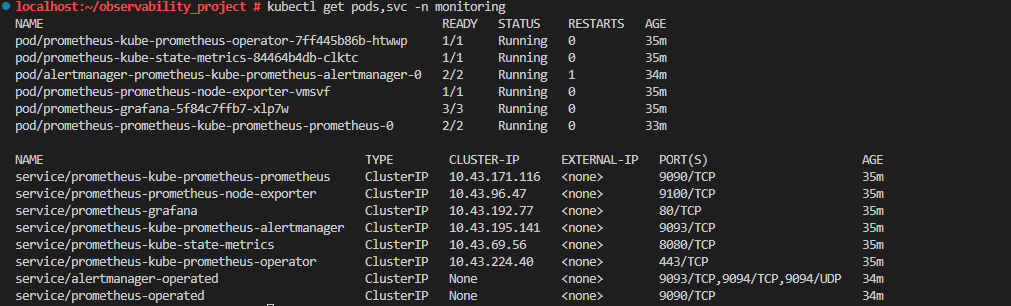 localhost:~/observability_project # kubectl get pods,svc -n monitoring
NAME READY STATUS RESTARTS AGE
pod/prometheus-kube-prometheus-operator-7ff445b86b-htwwp 1/1 Running 0 35m
pod/prometheus-kube-state-metrics-84464b4db-clktc 1/1 Running 0 35m
pod/alertmanager-prometheus-kube-prometheus-alertmanager-0 2/2 Running 1 34m
pod/prometheus-prometheus-node-exporter-vmsvf 1/1 Running 0 35m
pod/prometheus-grafana-5f84c7ffb7-xlp7w 3/3 Running 0 35m
pod/prometheus-prometheus-kube-prometheus-prometheus-0 2/2 Running 0 33m
NAME TYPE CLUSTER-IP EXTERNAL-IP PORT(S) AGE
service/prometheus-kube-prometheus-prometheus ClusterIP 10.43.171.116 <none> 9090/TCP 35m
service/prometheus-prometheus-node-exporter ClusterIP 10.43.96.47 <none> 9100/TCP 35m
service/prometheus-grafana ClusterIP 10.43.192.77 <none> 80/TCP 35m
service/prometheus-kube-prometheus-alertmanager ClusterIP 10.43.195.141 <none> 9093/TCP 35m
service/prometheus-kube-state-metrics ClusterIP 10.43.69.56 <none> 8080/TCP 35m
service/prometheus-kube-prometheus-operator ClusterIP 10.43.224.40 <none> 443/TCP 35m
service/alertmanager-operated ClusterIP None <none> 9093/TCP,9094/TCP,9094/UDP 34m
service/prometheus-operated ClusterIP None <none> 9090/TCP 34m